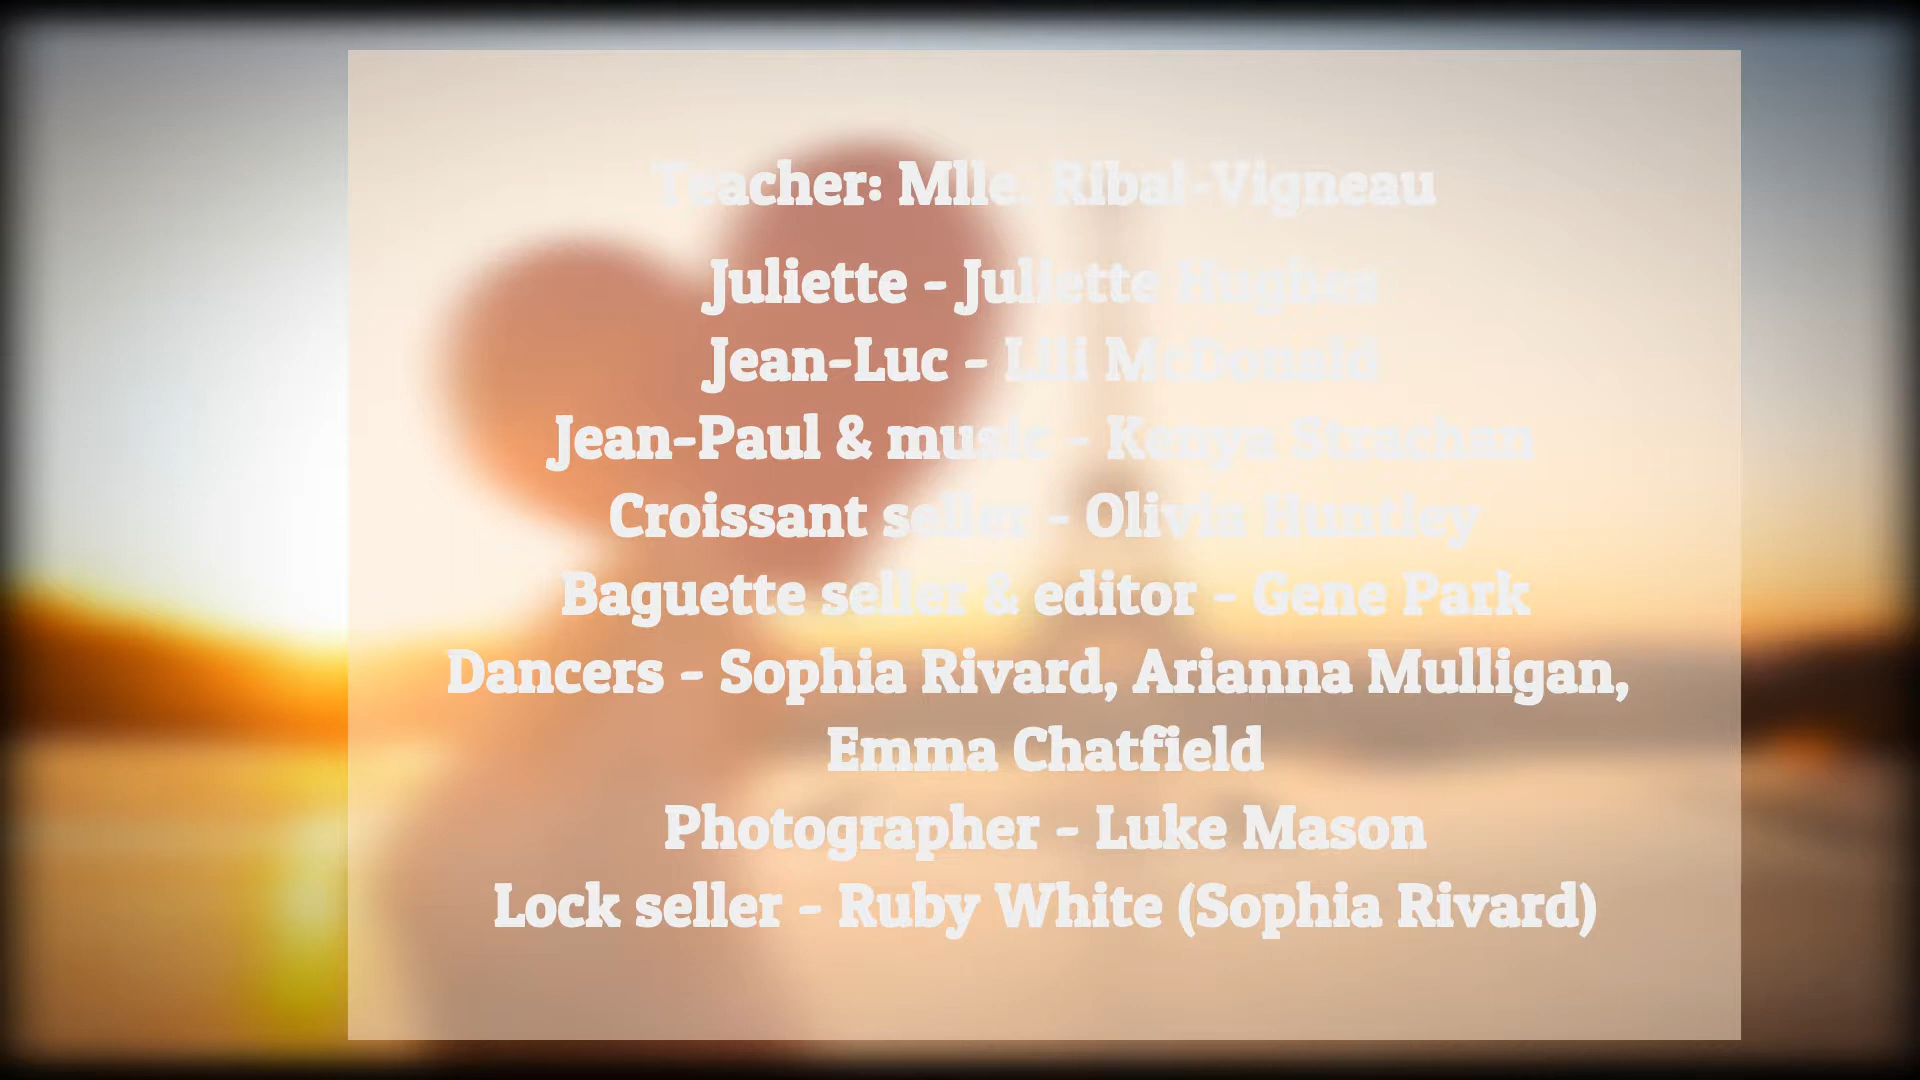 Teacher: Mlle. Ribal-Vigneau
Juliette - Juliette Hughes
Jean-Luc - Lili McDonald
Jean-Paul & music - Kenya Strachan
Croissant seller - Olivia Huntley
Baguette seller & editor - Gene Park
Dancers - Sophia Rivard, Arianna Mulligan,
Emma Chatfield
Photographer - Luke Mason
Lock seller - Ruby White (Sophia Rivard)